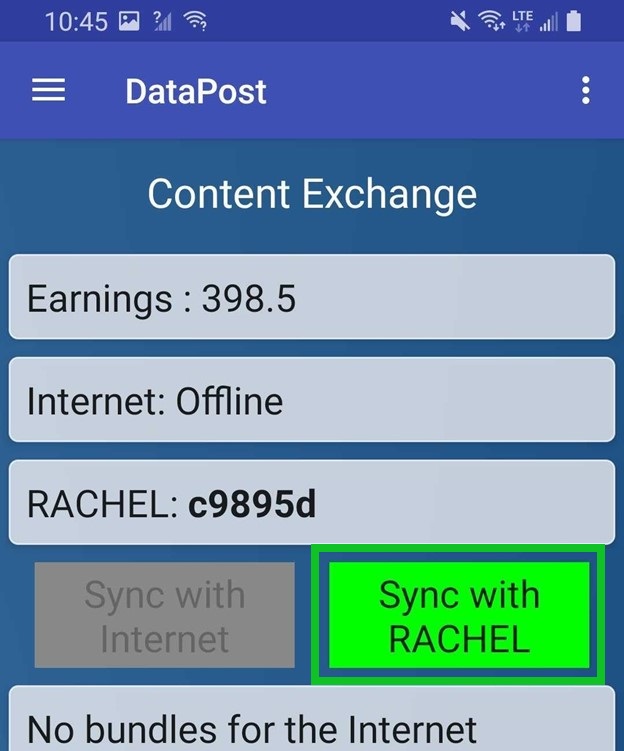 10:45 LTE
DataPost
Content Exchange
Earnings : 398.5
Internet: Offline
RACHEL: c9895d
Sync with
Internet
Sync with
RACHEL
No bundles for the Internet